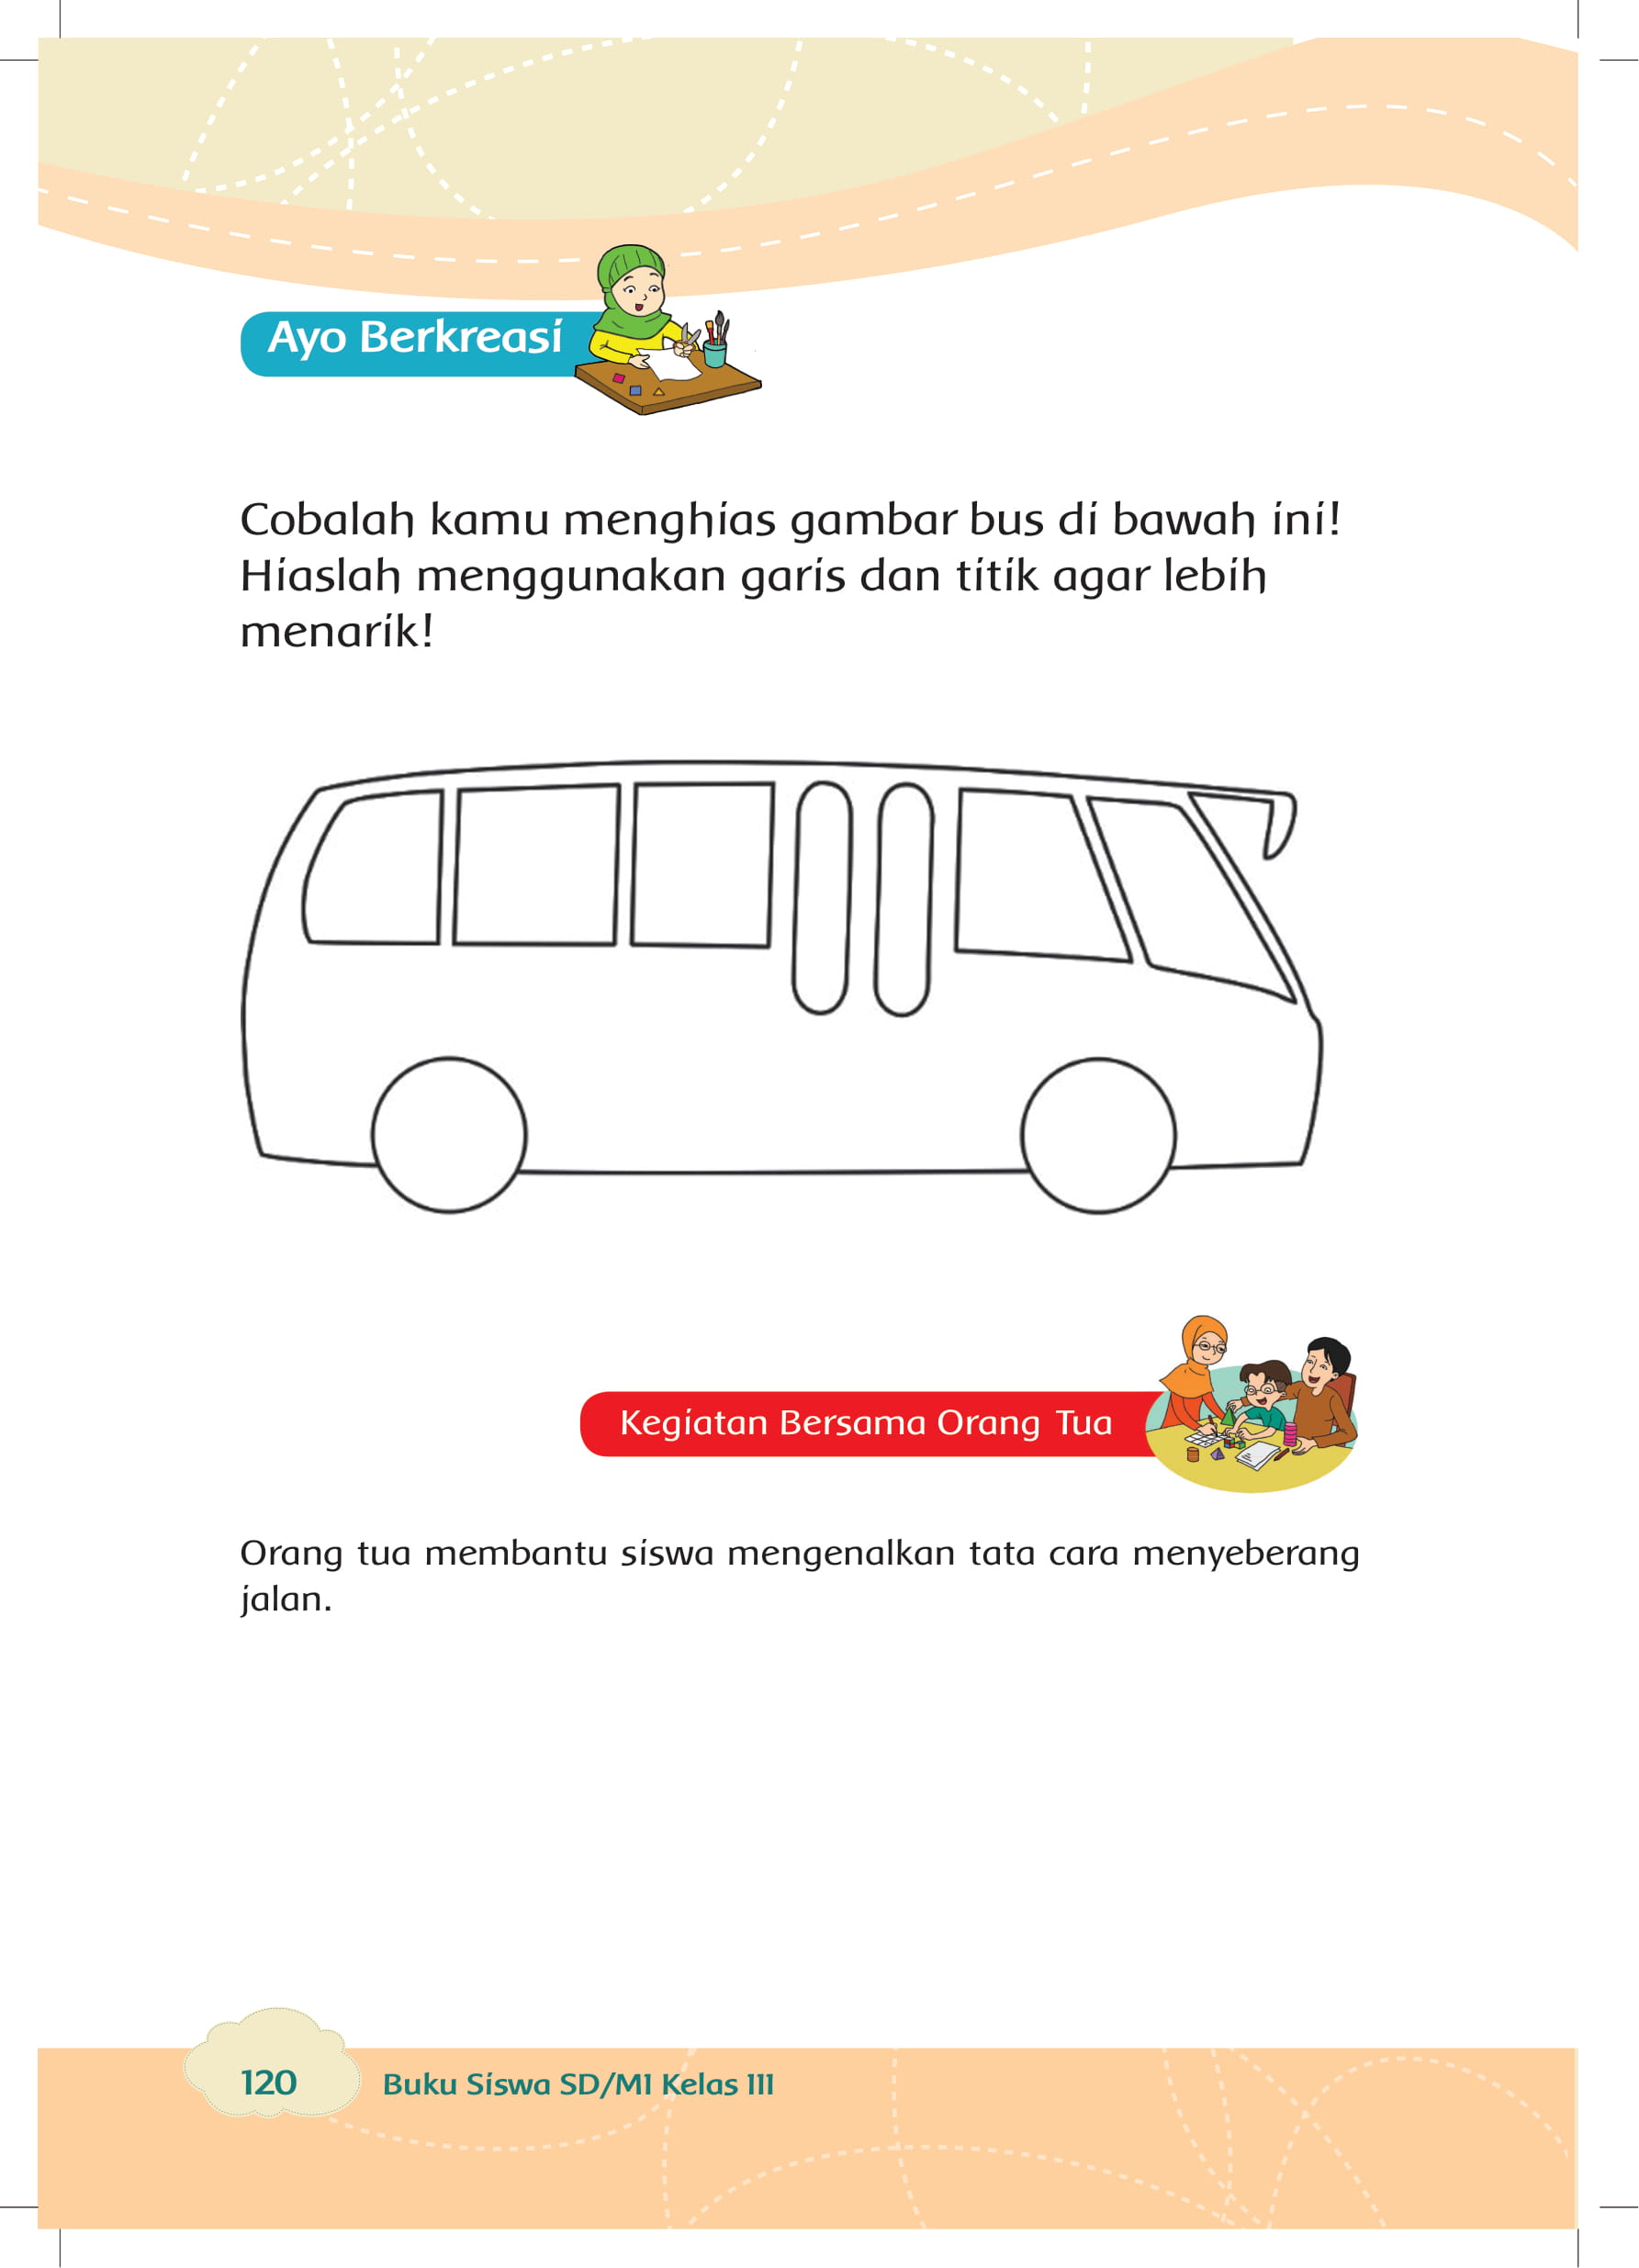 Ayo Berkreasi
Cobalah kamu menghias gambar bus di bawah ini!
Hiaslah menggunakan garis dan titik agar lebih
menarik!
Kegiatan Bersama Orang Tua
Orang tua membantu siswa mengenalkan tata cara menyeberang
jalan.
120
Buku Siswa SD/MI Kelas III